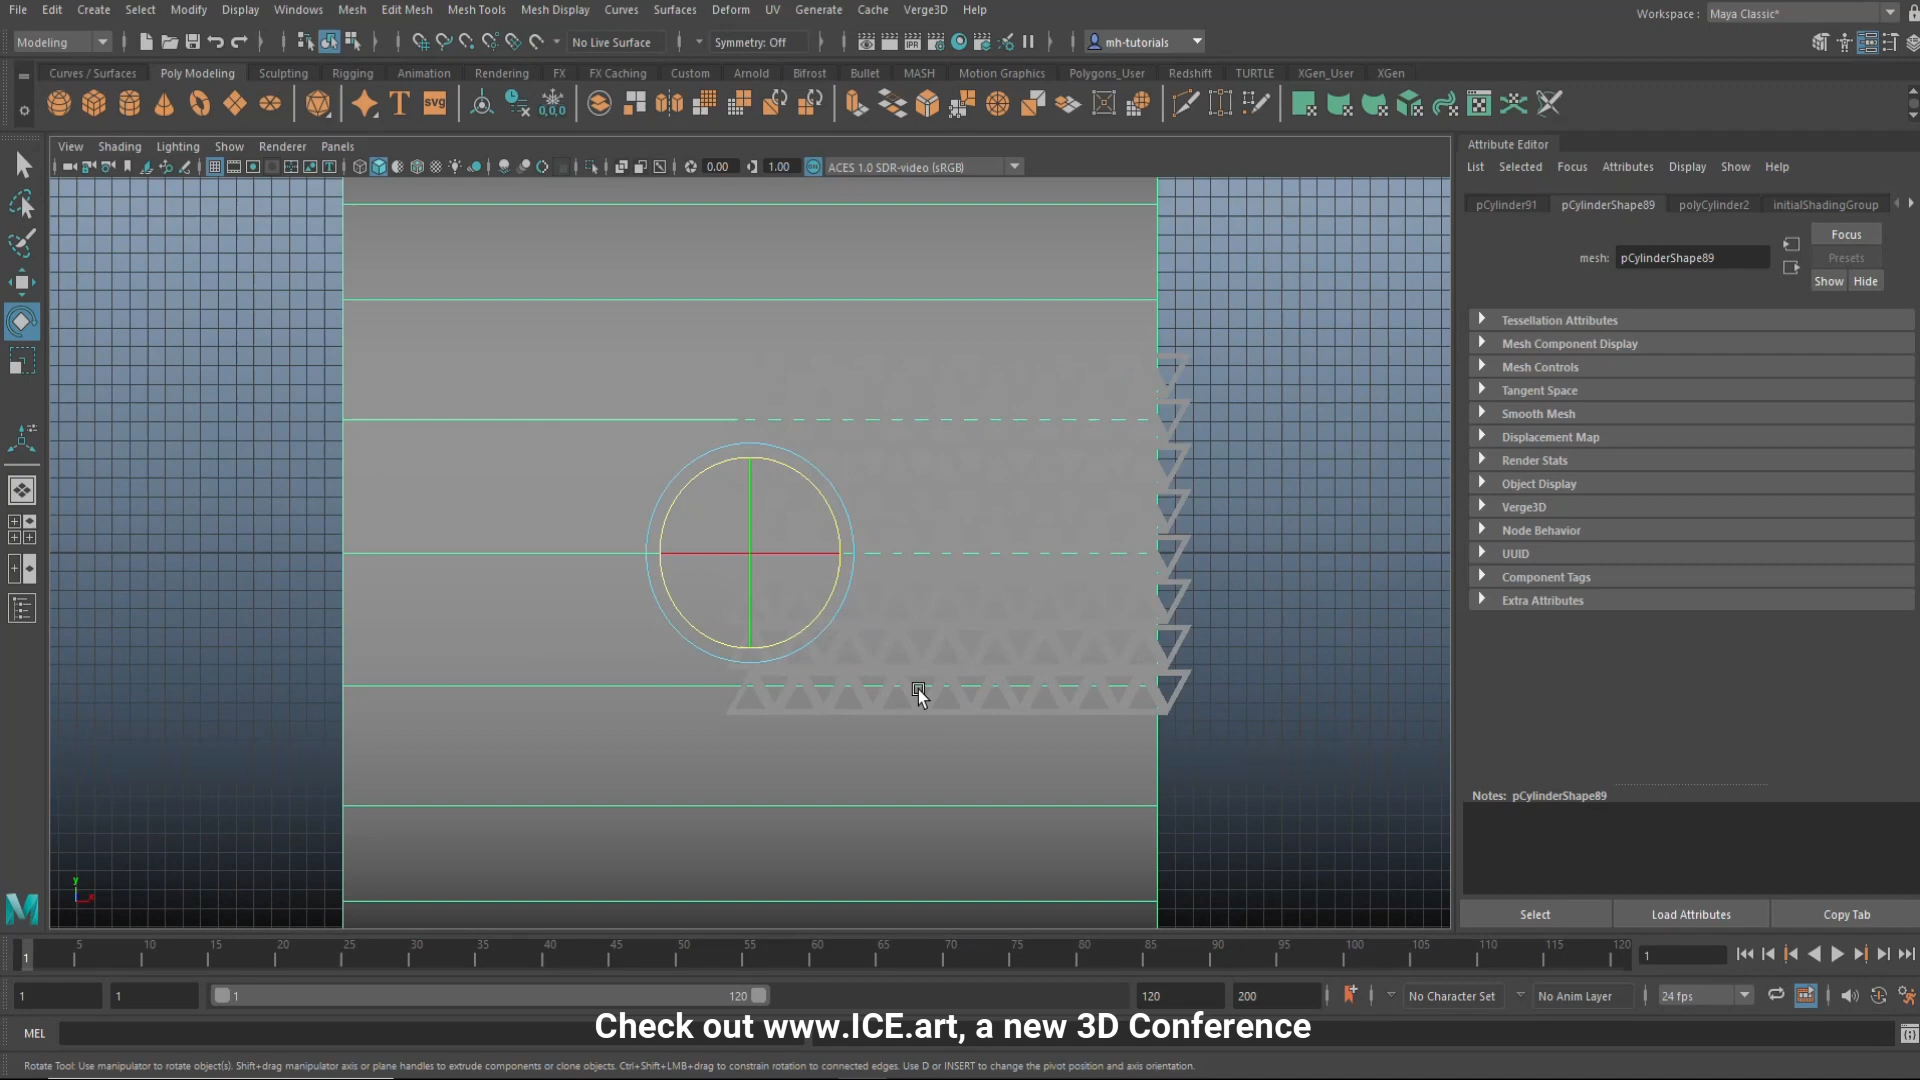 File Edit Create Select Modify Display Windows Mesh Edit Mesh Mesh Tools Mesh Display Curves Surfaces Deform UV Generate Cache Verge3D Help
Workspace : Maya Classic*
Modeling No Live Surface Symmetry: Off mh-tutorials
Curves / Surfaces Poly Modeling Sculpting Rigging Animation Rendering FX FX Caching Custom Arnold Bifrost Bullet MASH Motion Graphics Polygons_User Redshift TURTLE XGen_User XGen
T SVG 0,0,0
View Shading Lighting Show Renderer Panels
0.00 1.00 ACES 1.0 SDR-video (sRGB)
Attribute Editor
List Selected Focus Attributes Display Show Help
pCylinder91 pCylinderShape89 polyCylinder2 initialShadingGroup
Focus
mesh: pCylinderShape89
Presets
Show Hide
Tessellation Attributes
Mesh Component Display
Mesh Controls
Tangent Space
Smooth Mesh
Displacement Map
Render Stats
Object Display
Verge3D
Node Behavior
UUID
Component Tags
Extra Attributes
Notes: pCylinderShape89
y
x
Select Load Attributes Copy Tab
5 10 15 20 25 30 35 40 45 50 55 60 65 70 75 80 85 90 95 100 105 110 115 120
1 1
1 1 1 120 120 200 No Character Set No Anim Layer 24 fps
MEL
Check out www.ICE.art, a new 3D Conference
Rotate Tool: Use manipulator to rotate object(s). Shift+drag manipulator axis or plane handles to extrude components or clone objects. Ctrl+Shift+LMB+drag to constrain rotation to connected edges. Use D or INSERT to change the pivot position and axis orientation.